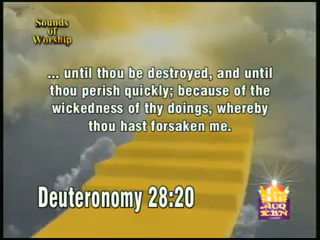 Sounds
of
Worship
... until thou be destroyed, and until
thou perish quickly; because of the
wickedness of thy doings, whereby
thou hast forsaken me.
Deuteronomy 28:20